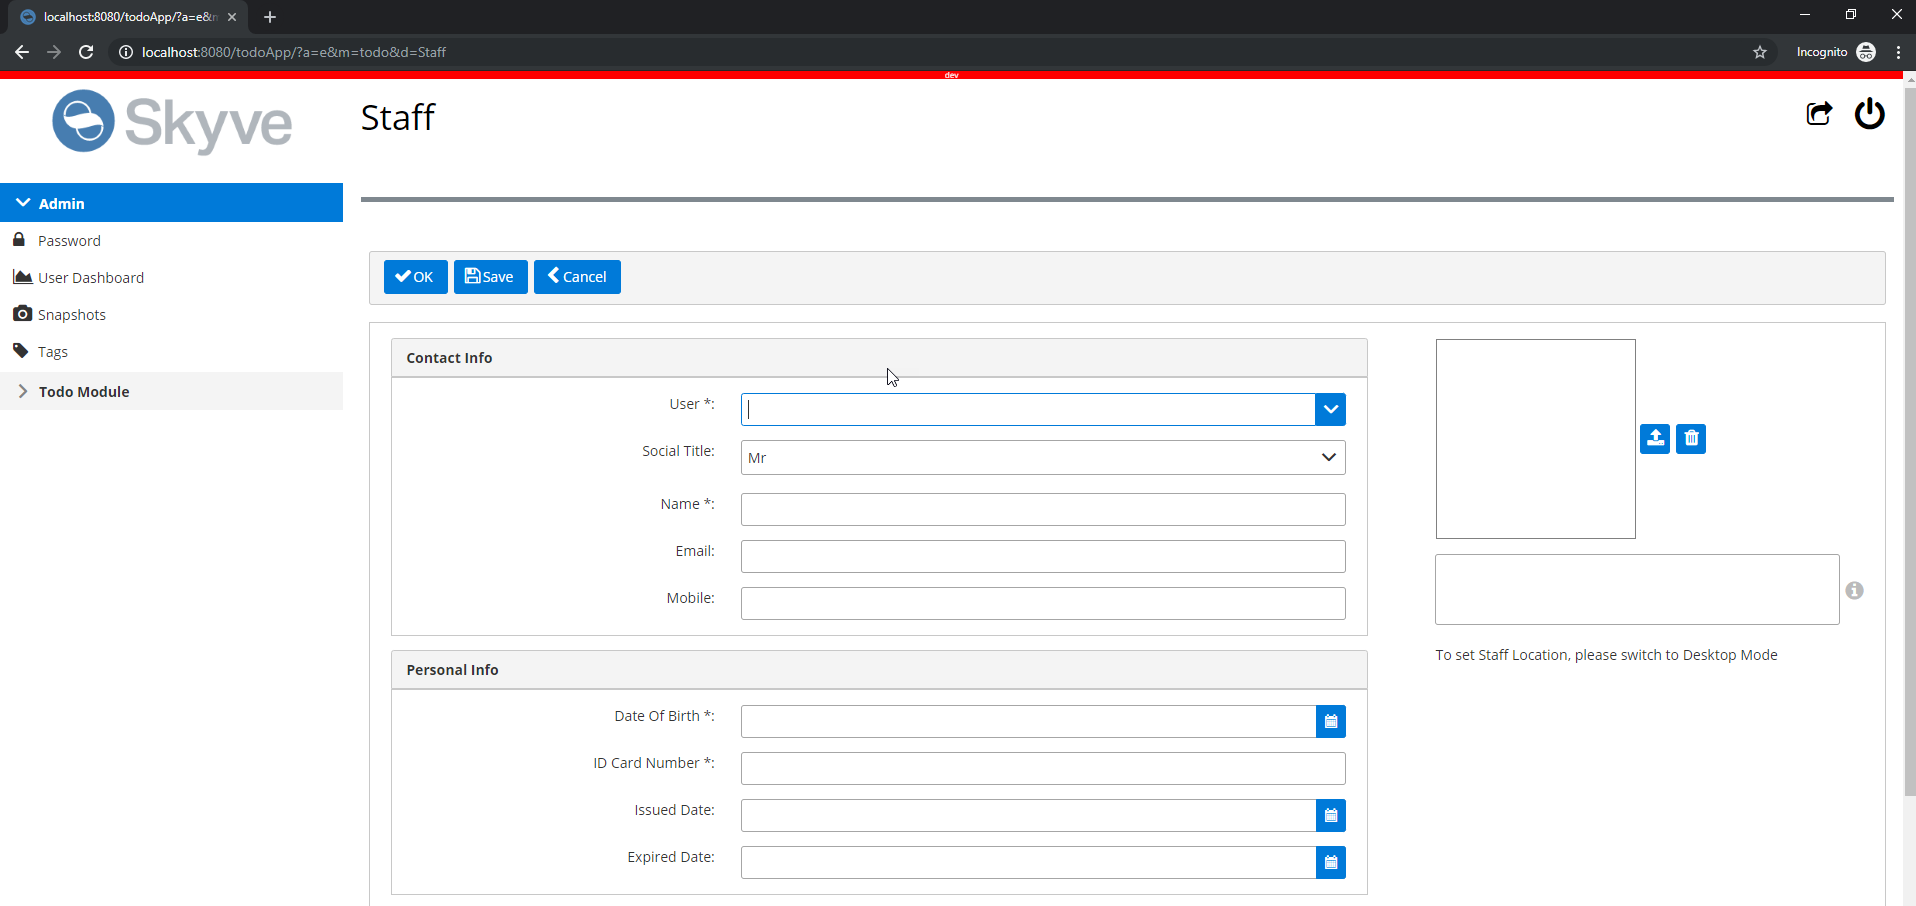 localhost:8080/todoApp/?a=e&m
localhost:8080/todoApp/?a=e&m=todo&d=Staff
Incognito
dev
Skyve
Staff
Admin
Password
User Dashboard
Snapshots
Tags
Todo Module
OK
Save
Cancel
Contact Info
User *:
Social Title:
Mr
Name *:
Email:
Mobile:
Personal Info
Date Of Birth *:
ID Card Number *:
Issued Date:
Expired Date:
To set Staff Location, please switch to Desktop Mode